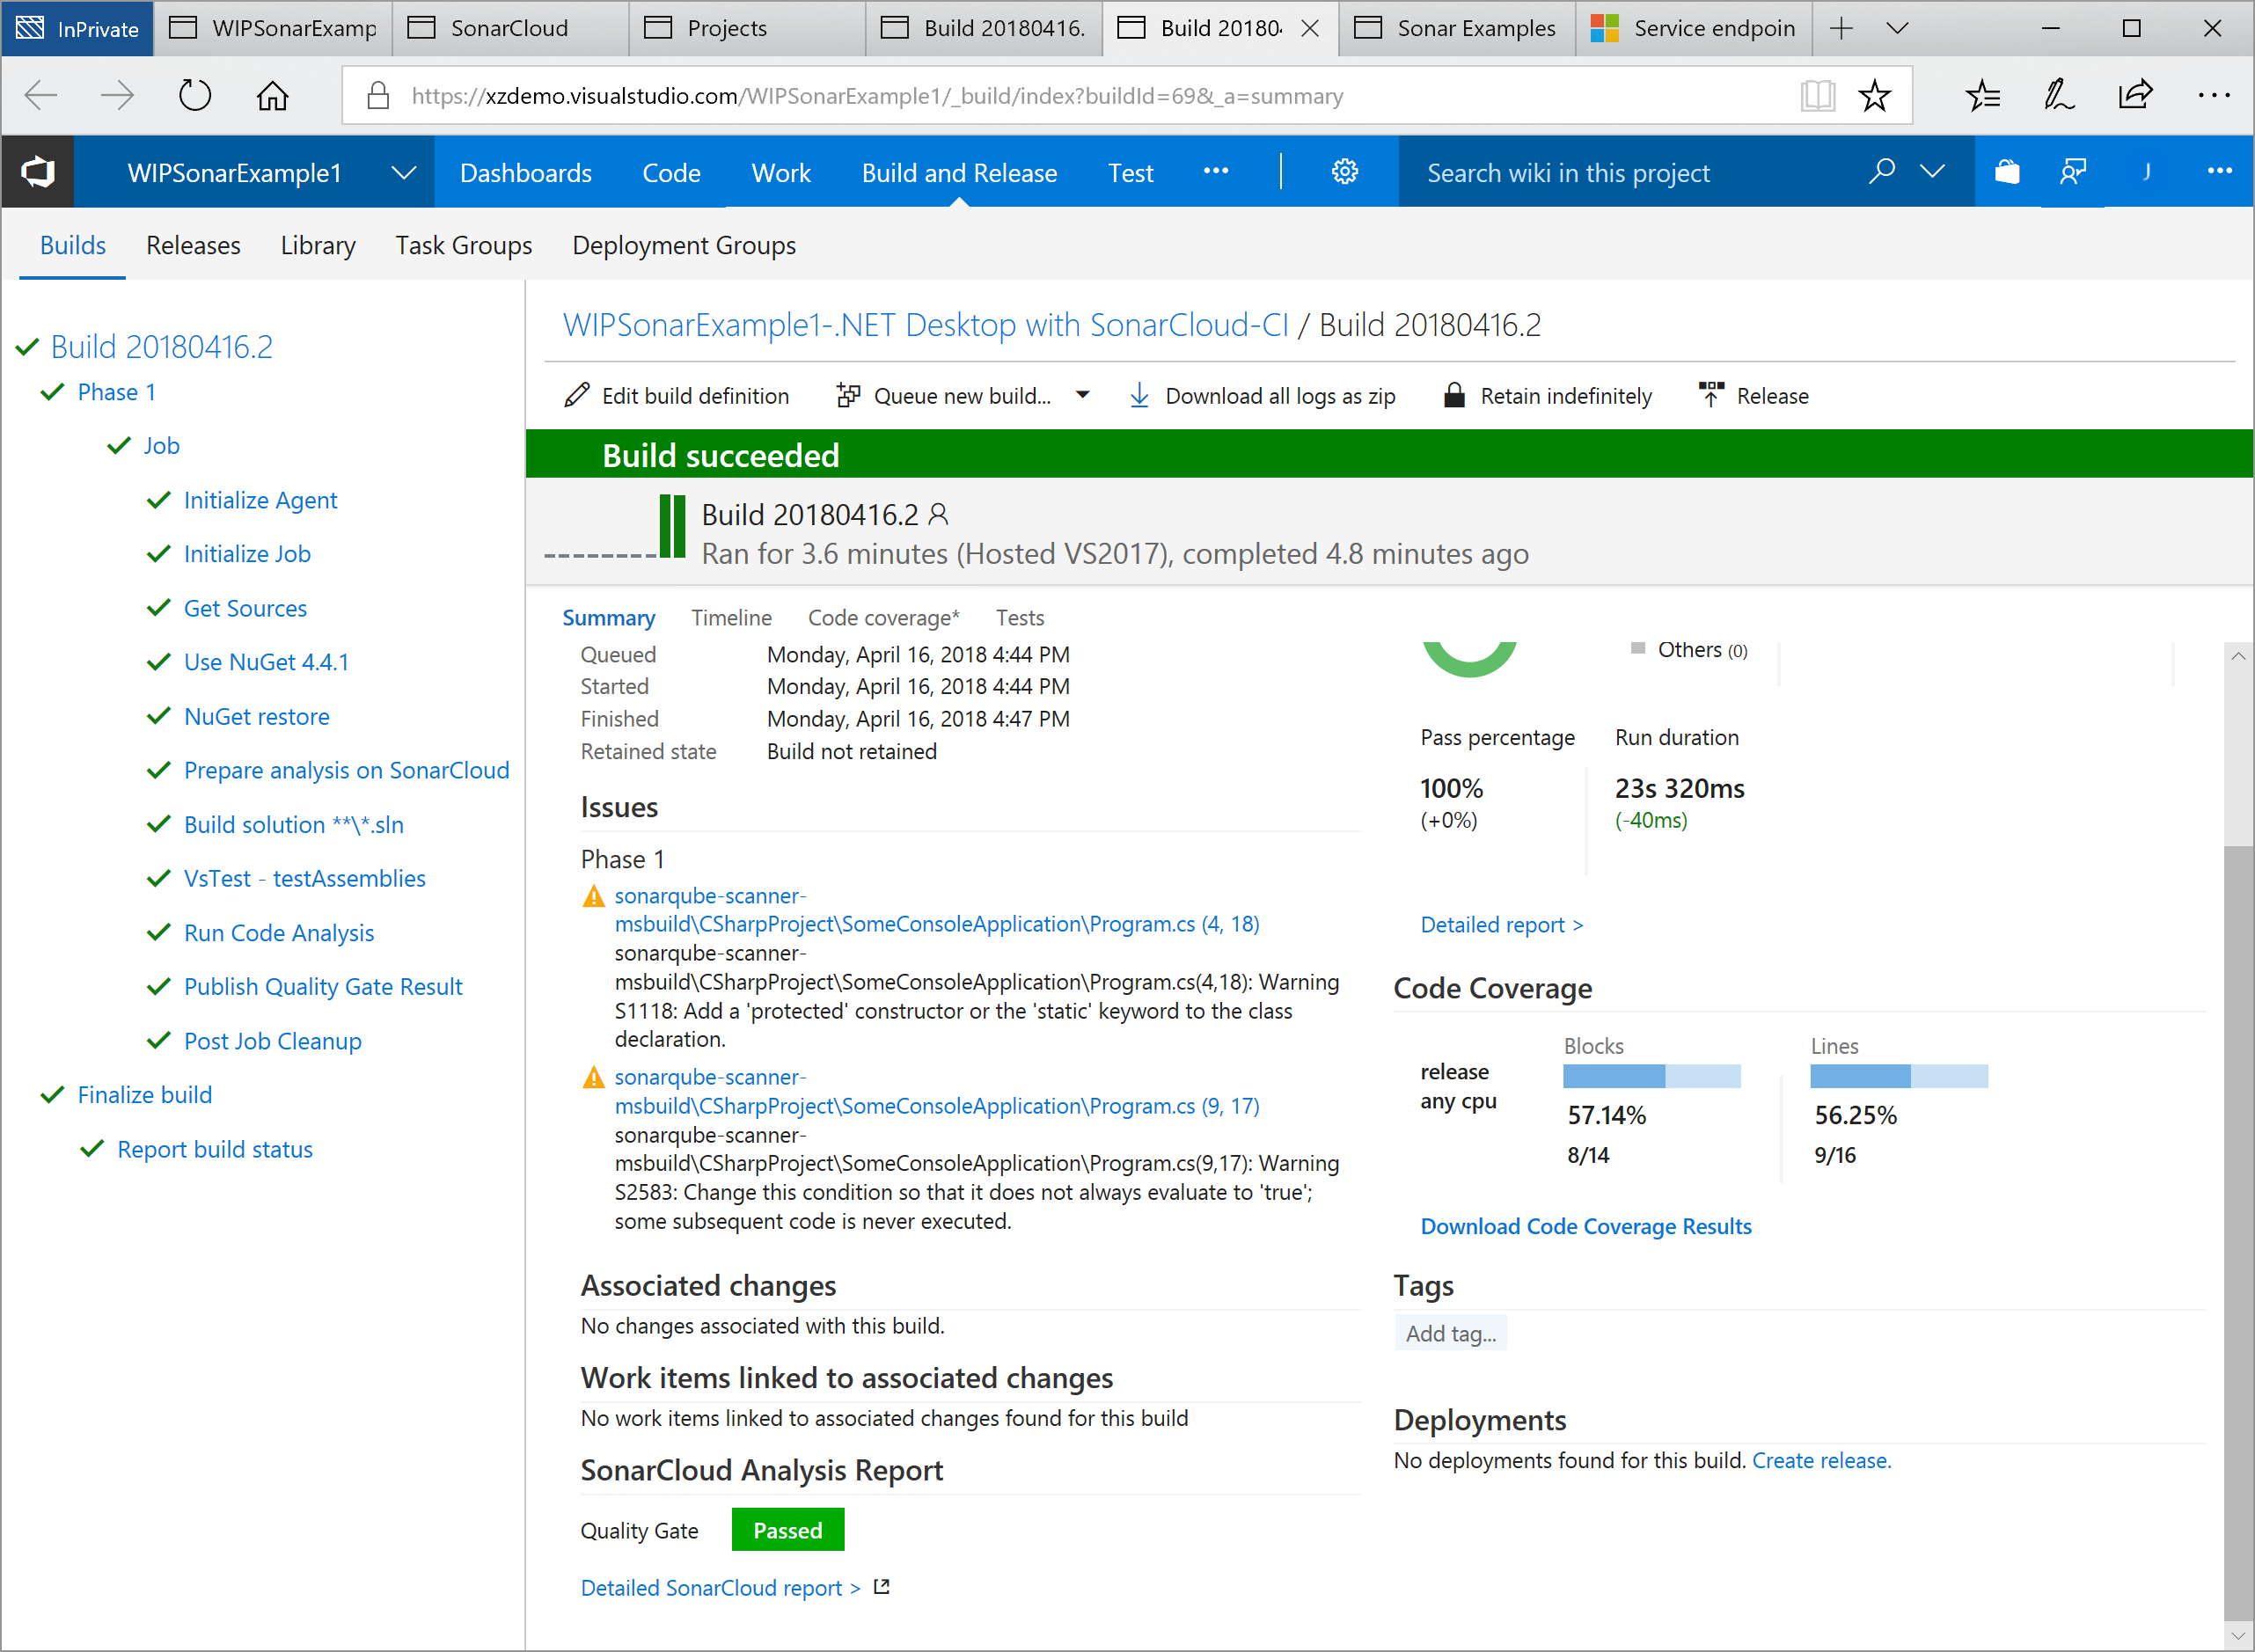 InPrivate
WIPSonarExamp
SonarCloud
Projects
Build 20180416.
Build 20180
Sonar Examples
Service endpoin
https://xzdemo.visualstudio.com/WIPSonarExample1/_build/index?buildId=69&_a=summary
WIPSonarExample1
Dashboards
Code
Work
Build and Release
Test
Search wiki in this project
J
Builds
Releases
Library
Task Groups
Deployment Groups
Build 20180416.2
Phase 1
Job
Initialize Agent
Initialize Job
Get Sources
Use NuGet 4.4.1
NuGet restore
Prepare analysis on SonarCloud
Build solution **\*.sln
VsTest - testAssemblies
Run Code Analysis
Publish Quality Gate Result
Post Job Cleanup
Finalize build
Report build status
WIPSonarExample1-.NET Desktop with SonarCloud-CI / Build 20180416.2
Edit build definition
Queue new build...
Download all logs as zip
Retain indefinitely
Release
Build succeeded
Build 20180416.2
Ran for 3.6 minutes (Hosted VS2017), completed 4.8 minutes ago
Summary
Timeline
Code coverage*
Tests
Queued Monday, April 16, 2018 4:44 PM
Started Monday, April 16, 2018 4:44 PM
Finished Monday, April 16, 2018 4:47 PM
Retained state Build not retained
Issues
Phase 1
sonarqube-scanner-
msbuild\CSharpProject\SomeConsoleApplication\Program.cs (4, 18)
sonarqube-scanner-
msbuild\CSharpProject\SomeConsoleApplication\Program.cs(4,18): Warning
S1118: Add a 'protected' constructor or the 'static' keyword to the class
declaration.
sonarqube-scanner-
msbuild\CSharpProject\SomeConsoleApplication\Program.cs (9, 17)
sonarqube-scanner-
msbuild\CSharpProject\SomeConsoleApplication\Program.cs(9,17): Warning
S2583: Change this condition so that it does not always evaluate to 'true';
some subsequent code is never executed.
Associated changes
No changes associated with this build.
Work items linked to associated changes
No work items linked to associated changes found for this build
SonarCloud Analysis Report
Quality Gate Passed
Detailed SonarCloud report >
Others (0)
Pass percentage
100%
(+0%)
Run duration
23s 320ms
(-40ms)
Detailed report >
Code Coverage
release
any cpu
Blocks
57.14%
8/14
Lines
56.25%
9/16
Download Code Coverage Results
Tags
Add tag...
Deployments
No deployments found for this build. Create release.